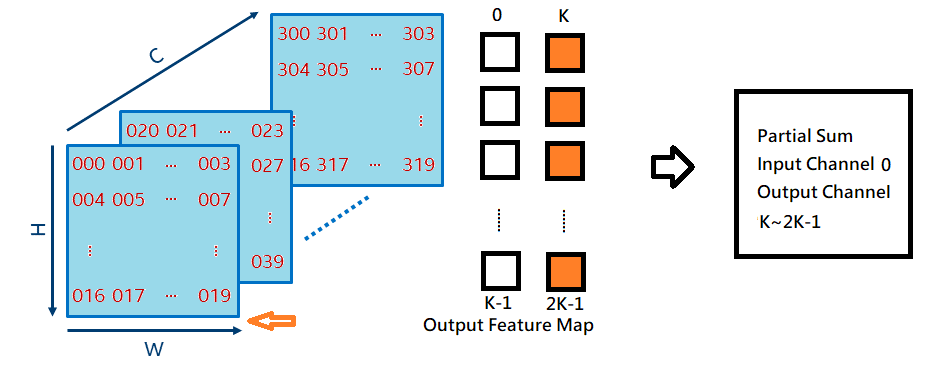 C
300 301 ... 303
304 305 ... 307
⋮ ⋮
16 317 ... 319
020 021 ... 023
027
⋮
039
H
000 001 ... 003
004 005 ... 007
⋮ ⋮
016 017 ... 019
W
0 K
K-1 2K-1
Output Feature Map
Partial Sum
Input Channel 0
Output Channel
K~2K-1